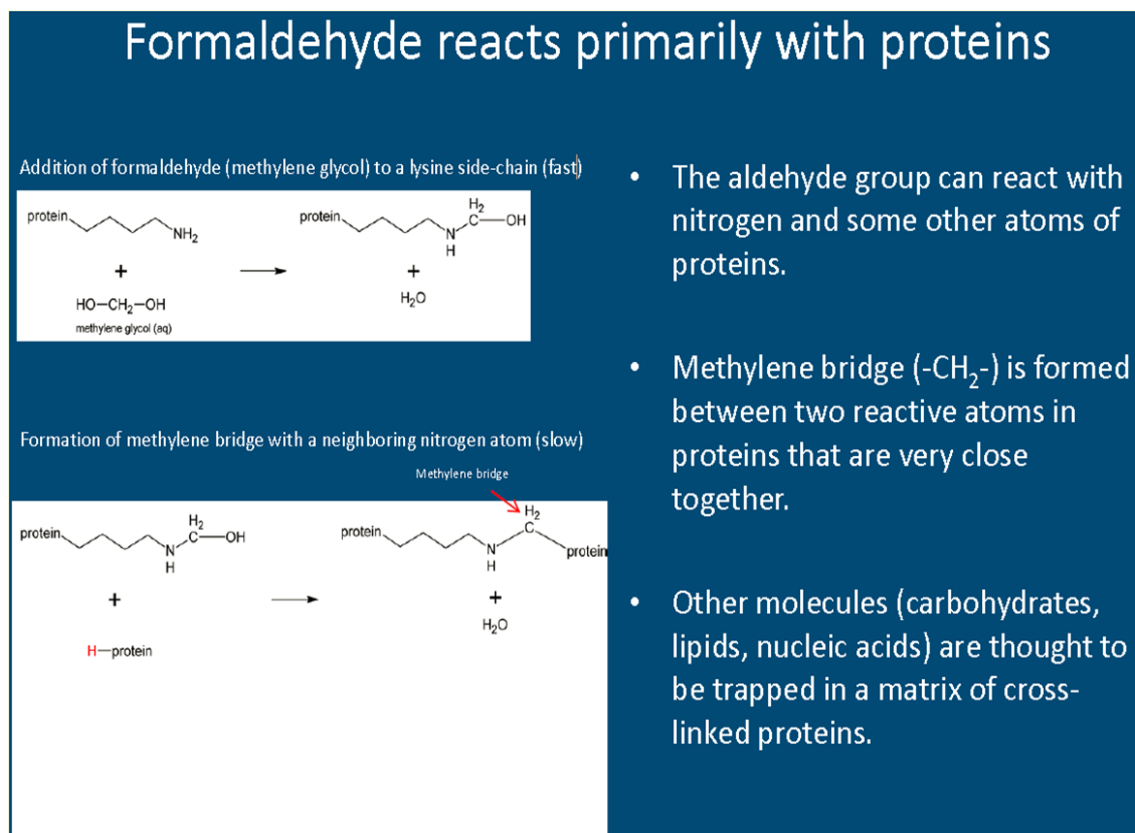 Formaldehyde reacts primarily with proteins
Addition of formaldehyde (methylene glycol) to a lysine side-chain (fast)
protein
NH₂
+
HO−CH₂−OH
methylene glycol (aq)
protein
H₂
C
OH
N
H
+
H₂O
Formation of methylene bridge with a neighboring nitrogen atom (slow)
Methylene bridge
protein
H₂
C
OH
N
H
+
H—protein
protein
H₂
C
N
H
protein
+
H₂O
• The aldehyde group can react with
nitrogen and some other atoms of
proteins.
• Methylene bridge (-CH₂-) is formed
between two reactive atoms in
proteins that are very close
together.
• Other molecules (carbohydrates,
lipids, nucleic acids) are thought to
be trapped in a matrix of cross-
linked proteins.